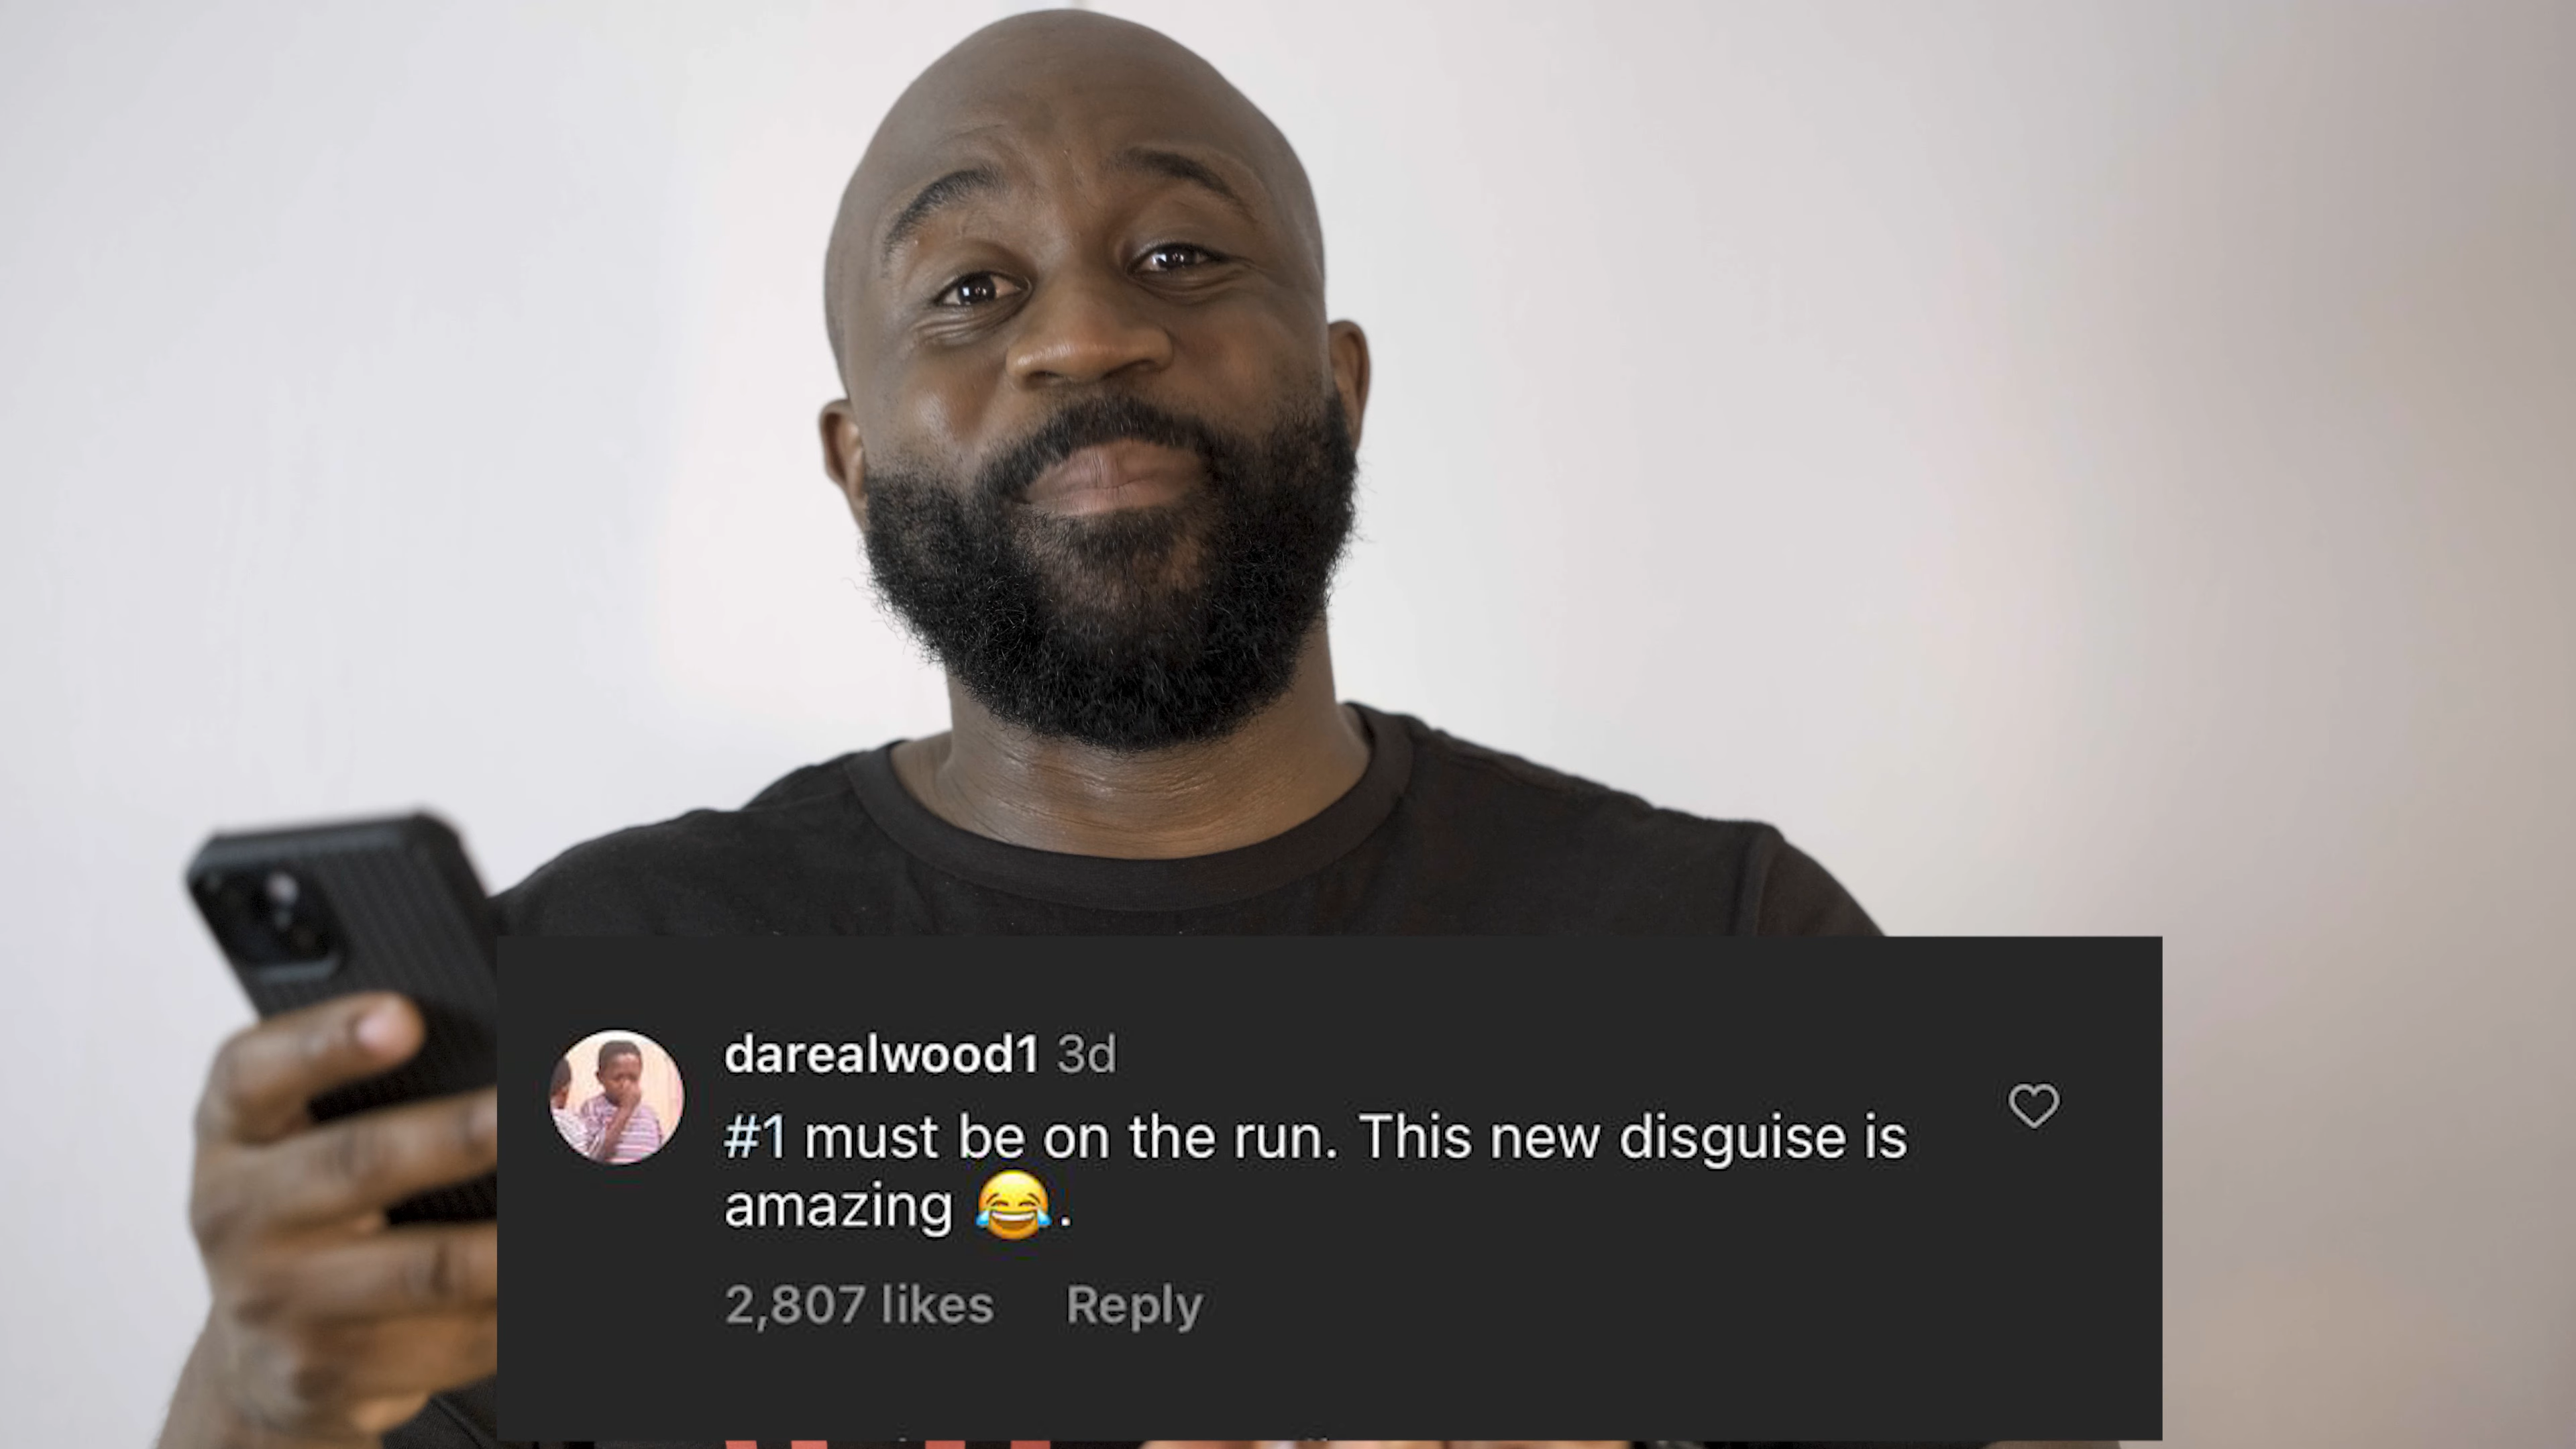 darealwood1 3d
#1 must be on the run. This new disguise is
amazing 😂.
2,807 likes Reply